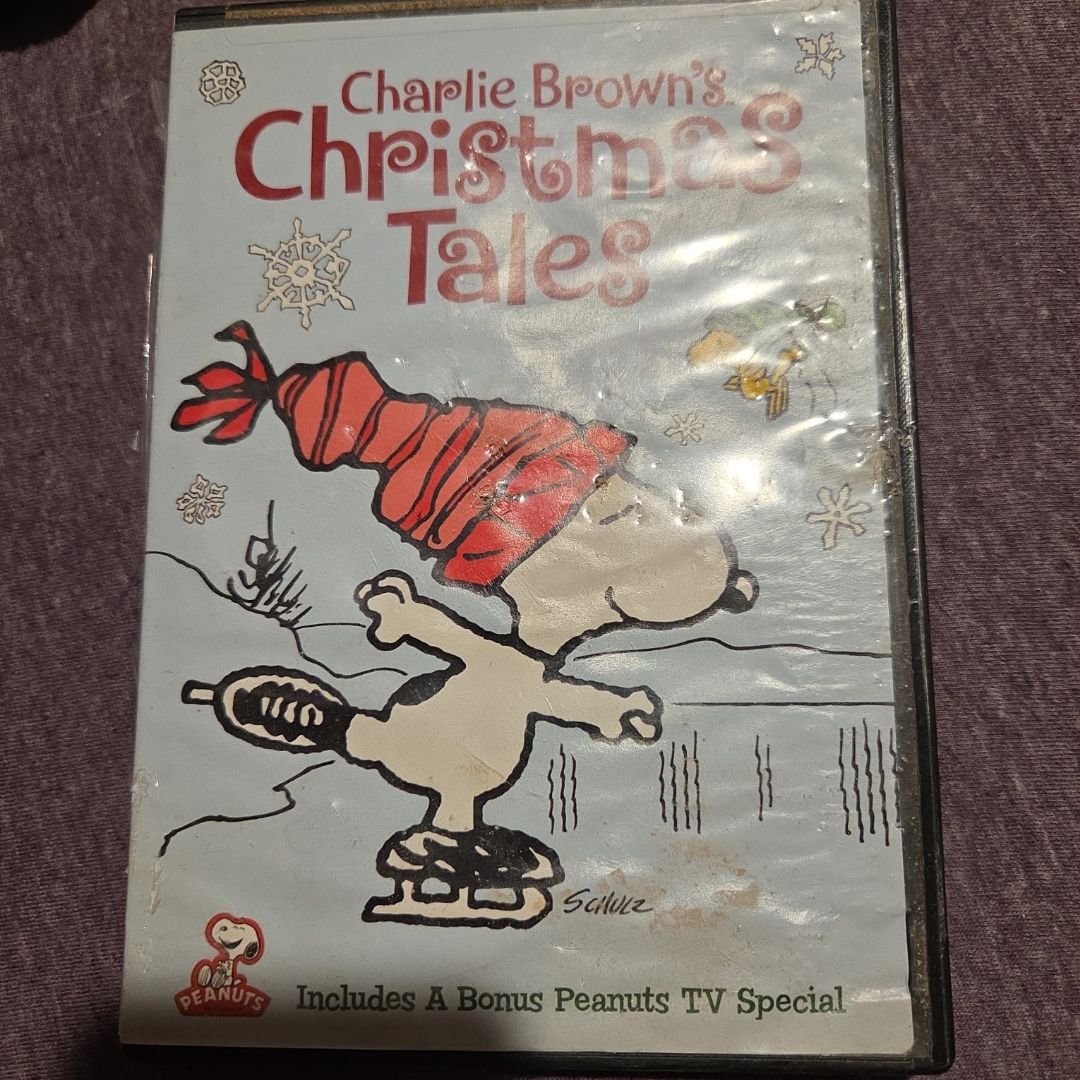 Charlie Brown's
Christmas
Tales
SCHULZ
PEANUTS
Includes A Bonus Peanuts TV Special